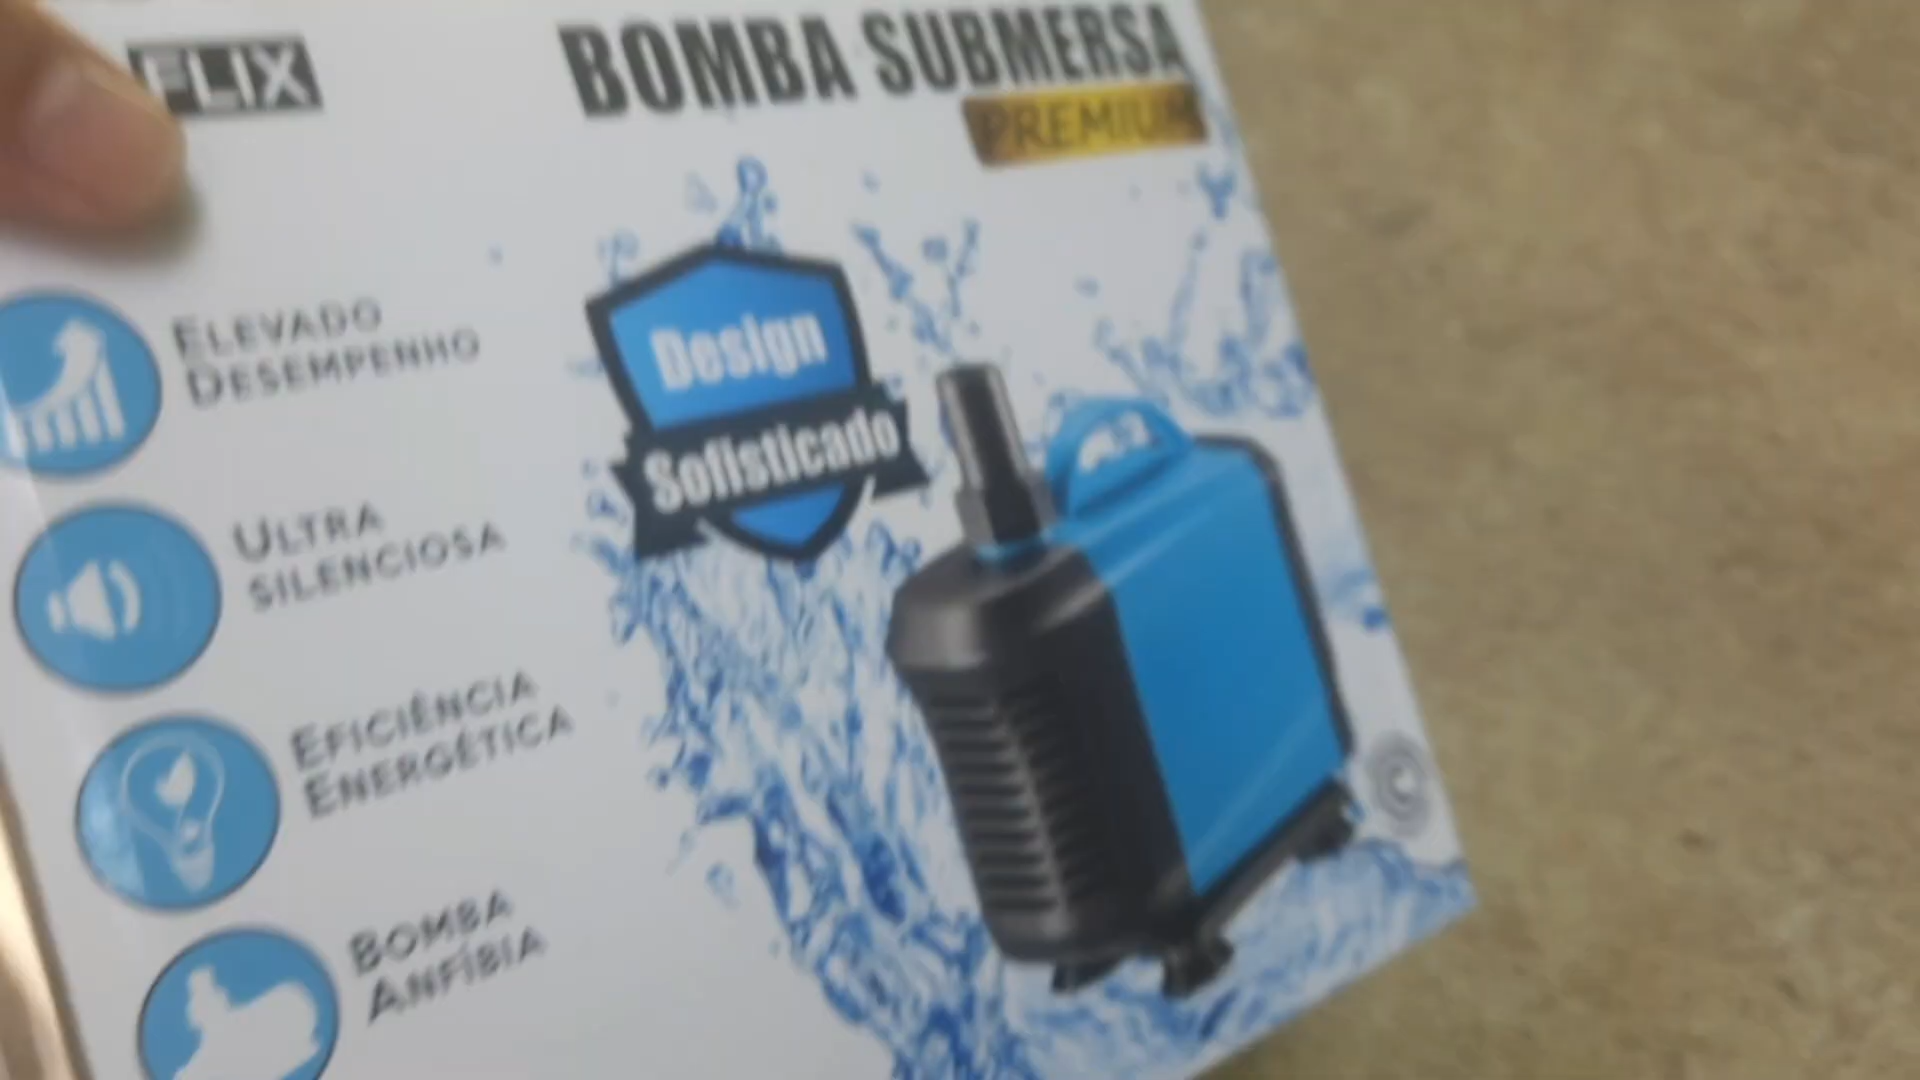 FLIX
BOMBA SUBMERSA
PREMIUM
Design
Sofisticado
ELEVADO
DESEMPENHO
ULTRA
SILENCIOSA
EFICIÊNCIA
ENERGÉTICA
BOMBA
ANFÍBIA